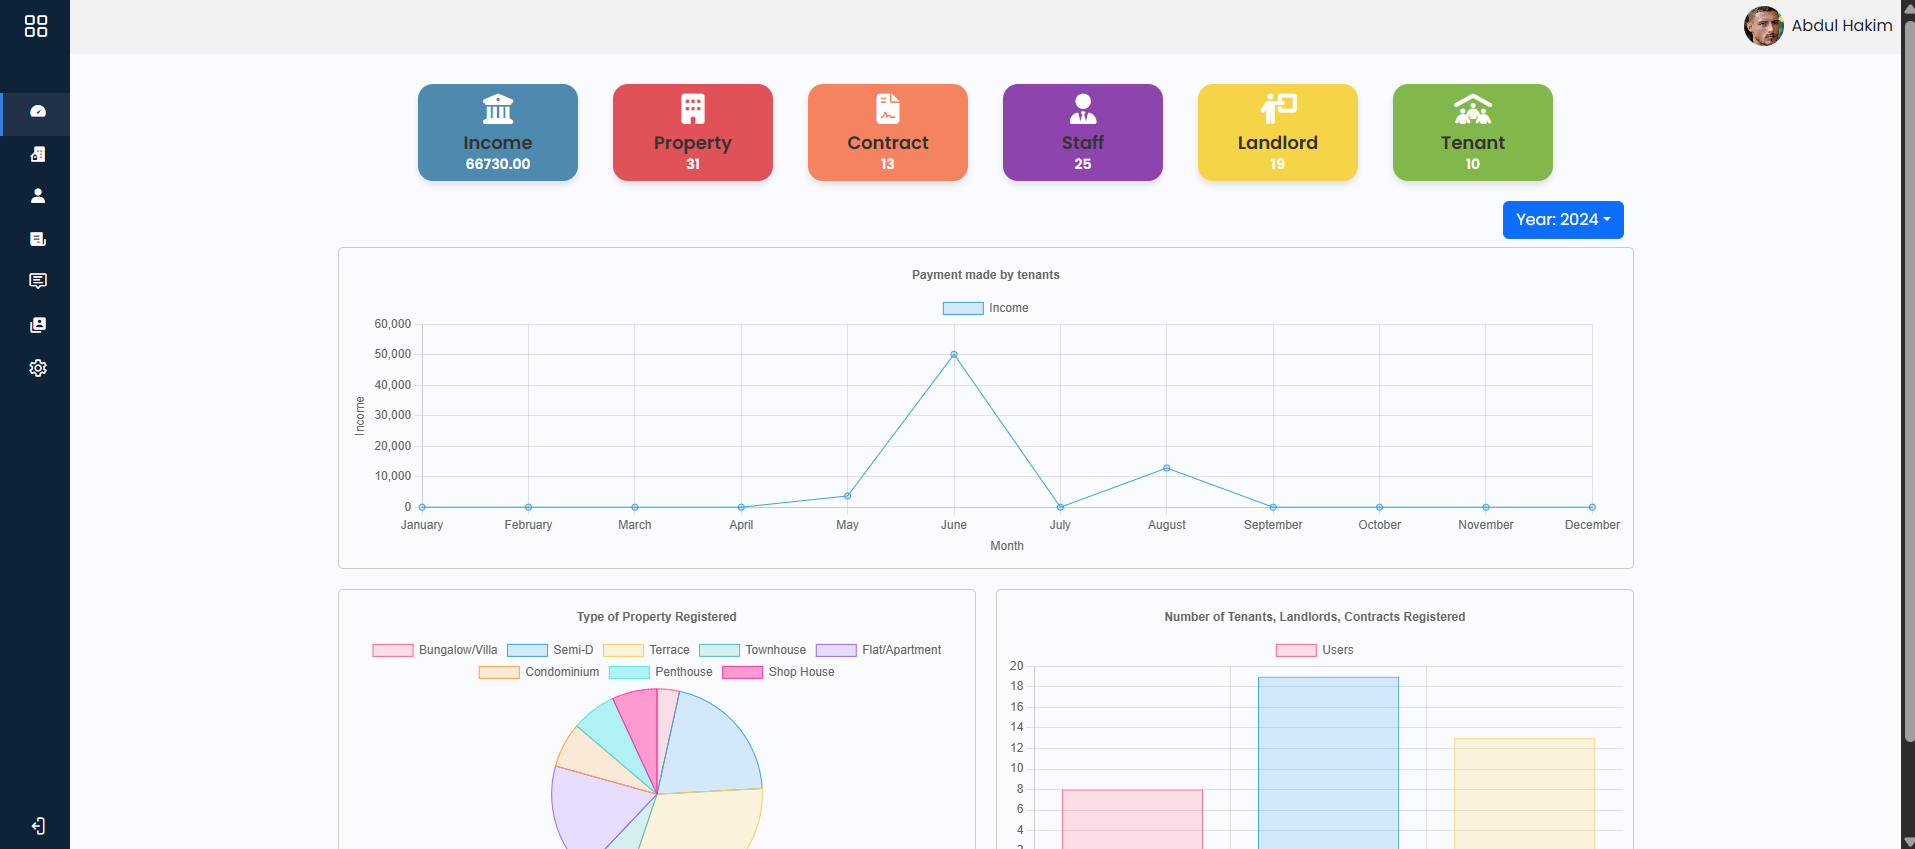 Abdul Hakim
Income
66730.00
Property
31
Contract
13
Staff
25
Landlord
19
Tenant
10
Year: 2024
Payment made by tenants
Income
60,000
50,000
40,000
30,000
20,000
10,000
0
Income
January February March April May June July August September October November December
Month
Type of Property Registered
Bungalow/Villa Semi-D Terrace Townhouse Flat/Apartment
Condominium Penthouse Shop House
Number of Tenants, Landlords, Contracts Registered
Users
20
18
16
14
12
10
8
6
4